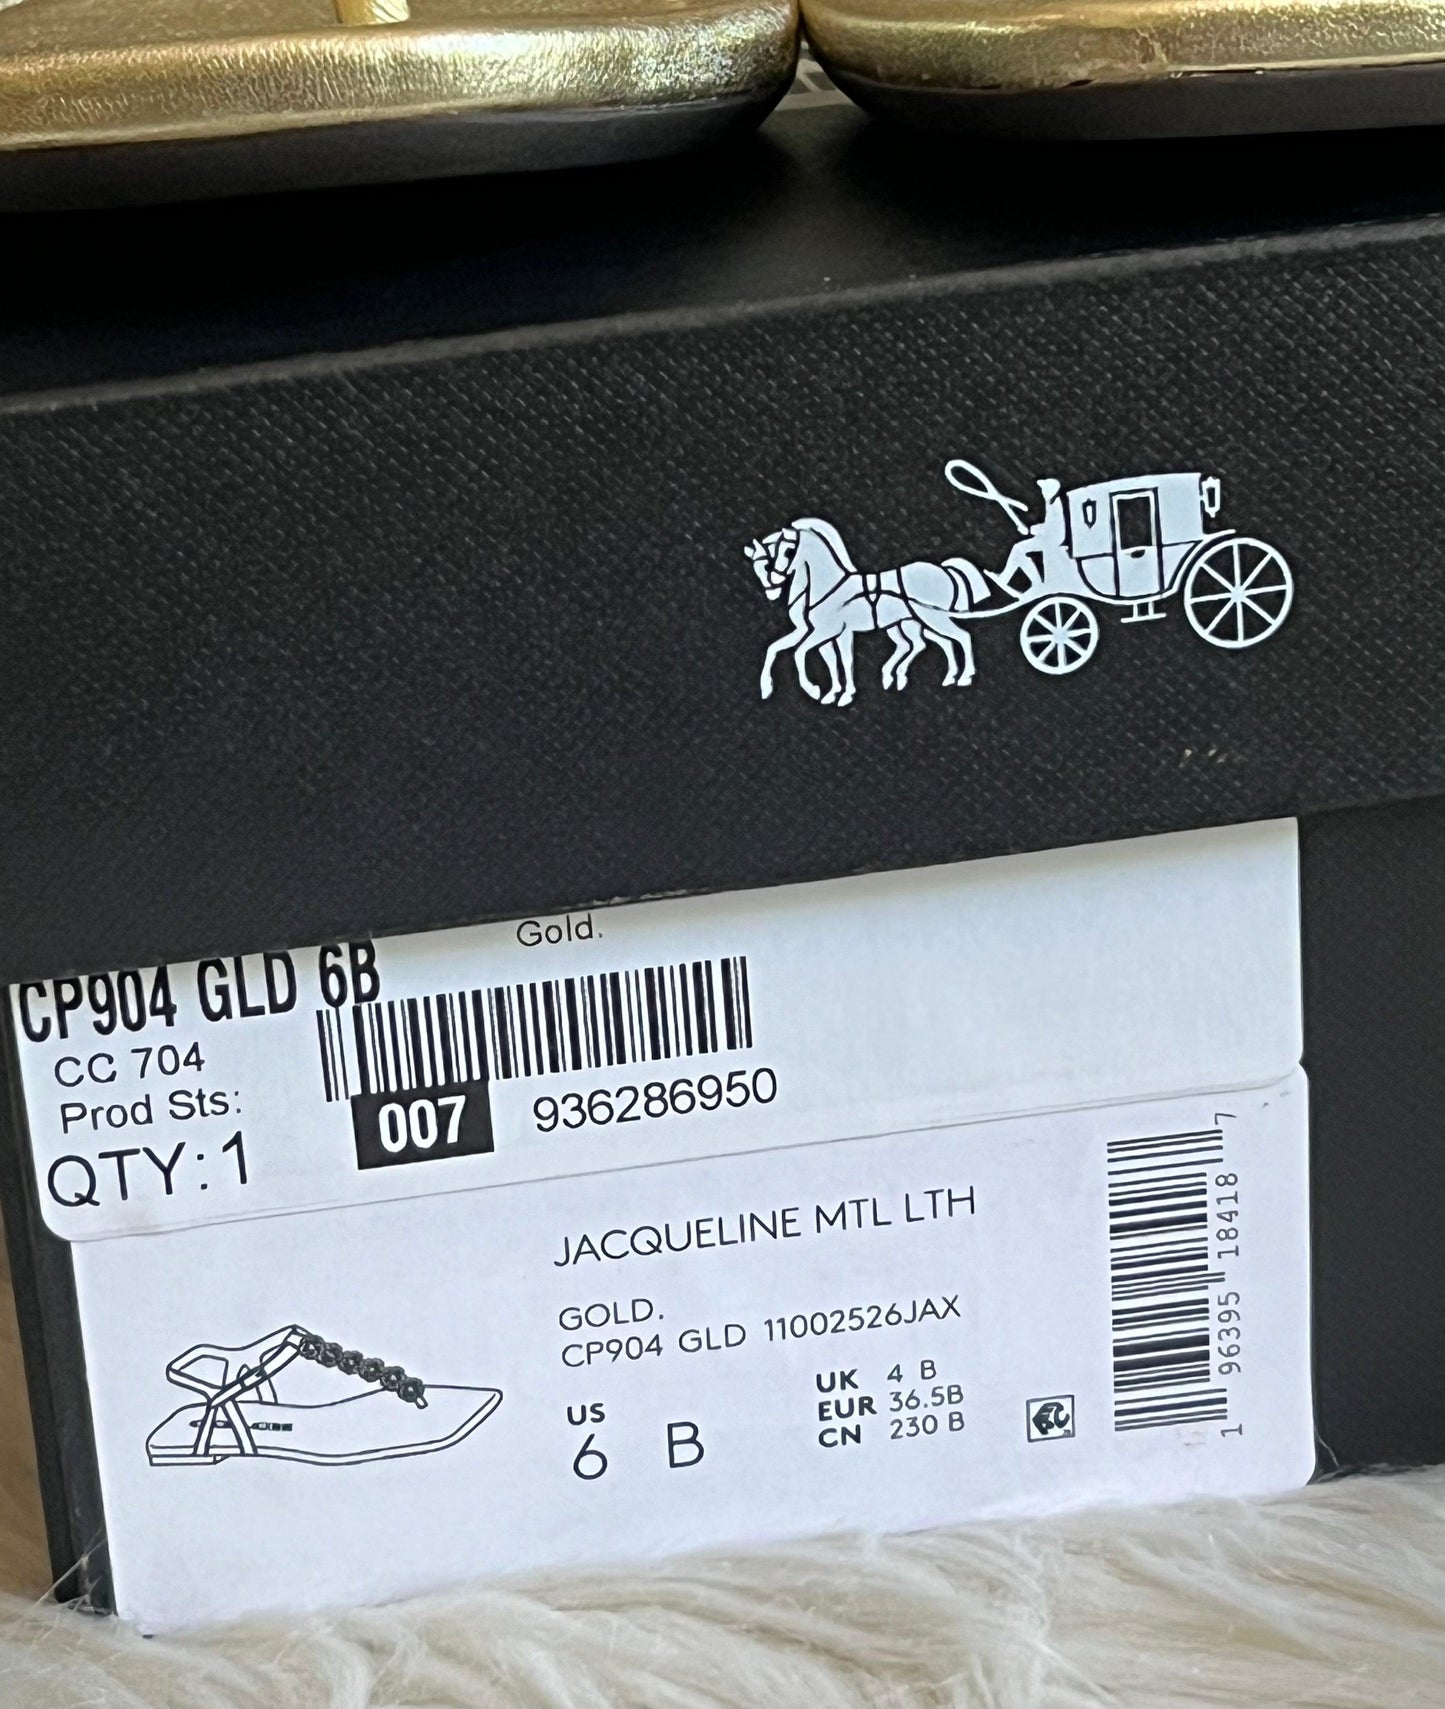 Gold.
CP904 GLD 6B
CC 704
Prod Sts:
QTY:1
007
936286950
JACQUELINE MTL LTH
GOLD.
CP904 GLD 11002526JAX
US
6 B
UK 4 B
EUR 36.5B
CN 230 B
1 96395 18418 7